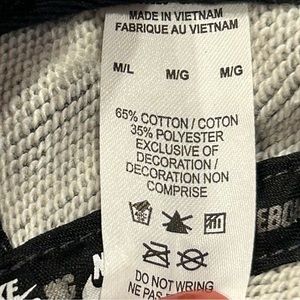 MADE IN VIETNAM
FABRIQUE AU VIETNAM
M/L M/G M/G
65% COTTON / COTON
35% POLYESTER
EXCLUSIVE OF
DECORATION /
DECORATION NON
COMPRISE
DO NOT WRING
NE PAS